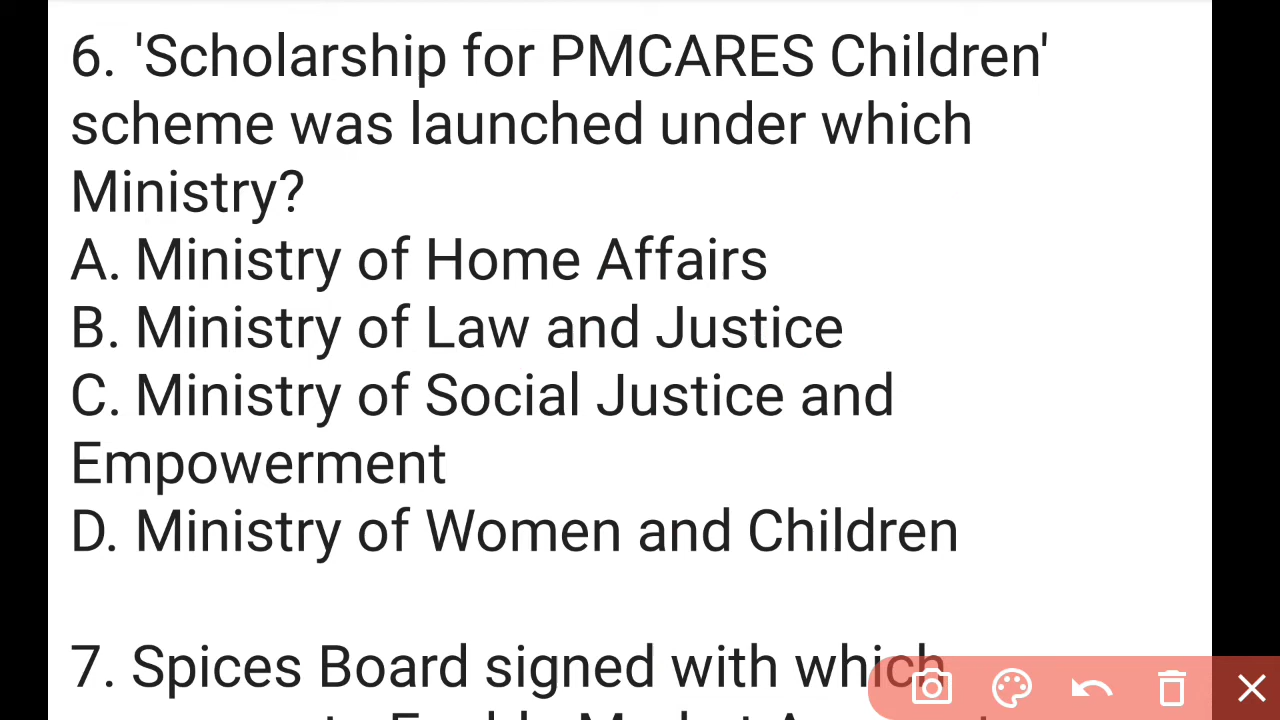 6. 'Scholarship for PMCARES Children'
scheme was launched under which
Ministry?
A. Ministry of Home Affairs
B. Ministry of Law and Justice
C. Ministry of Social Justice and
Empowerment
D. Ministry of Women and Children
7. Spices Board signed with which